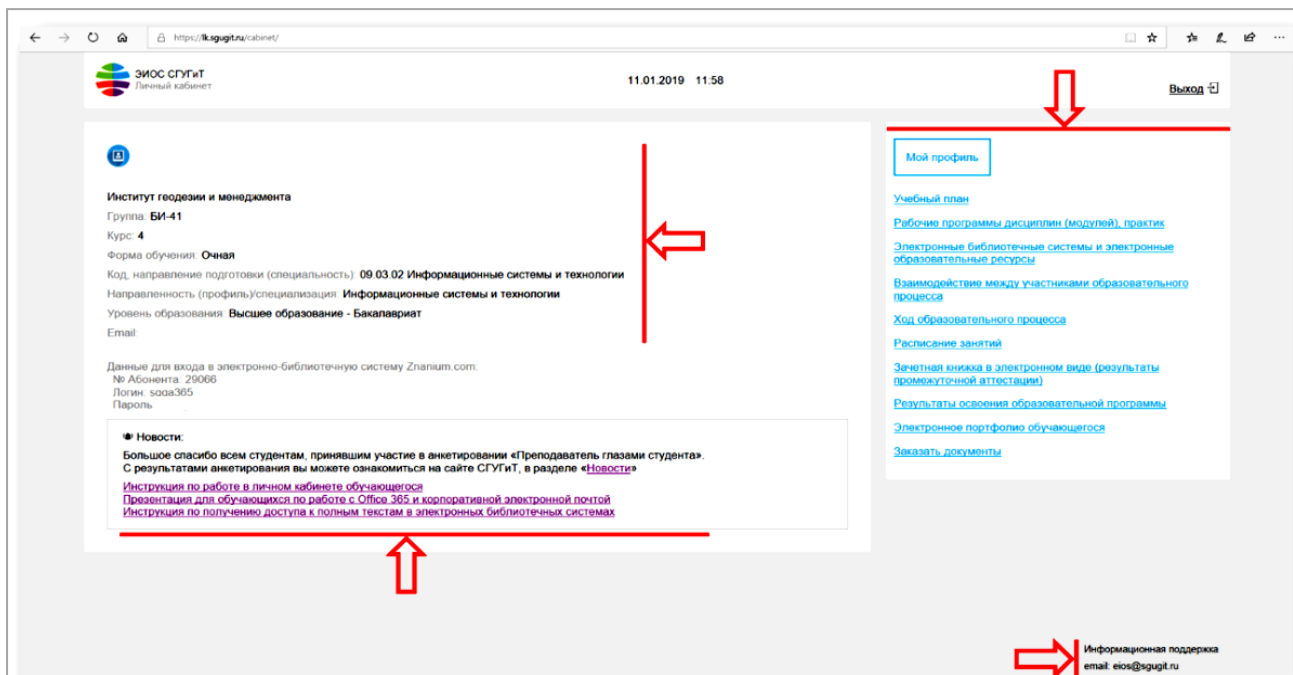 https://lk.sgugit.ru/cabinet/
ЭИОС СГУГиТ
Личный кабинет
11.01.2019 11:58
Выход
Институт геодезии и менеджмента
Группа: БИ-41
Курс: 4
Форма обучения: Очная
Код, направление подготовки (специальность): 09.03.02 Информационные системы и технологии
Направленность (профиль)/специализация: Информационные системы и технологии
Уровень образования: Высшее образование - Бакалавриат
Email:
Данные для входа в электронно-библиотечную систему Znanium.com:
№ Абонента: 29066
Логин: sgga365
Пароль
Новости:
Большое спасибо всем студентам, принявшим участие в анкетировании «Преподаватель глазами студента».
С результатами анкетирования вы можете ознакомиться на сайте СГУГиТ, в разделе «Новости»
Инструкция по работе в личном кабинете обучающегося
Презентация для обучающихся по работе с Office 365 и корпоративной электронной почтой
Инструкция по получению доступа к полным текстам в электронных библиотечных системах
Мой профиль
Учебный план
Рабочие программы дисциплин (модулей), практик
Электронные библиотечные системы и электронные
образовательные ресурсы
Взаимодействие между участниками образовательного
процесса
Ход образовательного процесса
Расписание занятий
Зачетная книжка в электронном виде (результаты
промежуточной аттестации)
Результаты освоения образовательной программы
Электронное портфолио обучающегося
Заказать документы
Информационная поддержка
email: eios@sgugit.ru